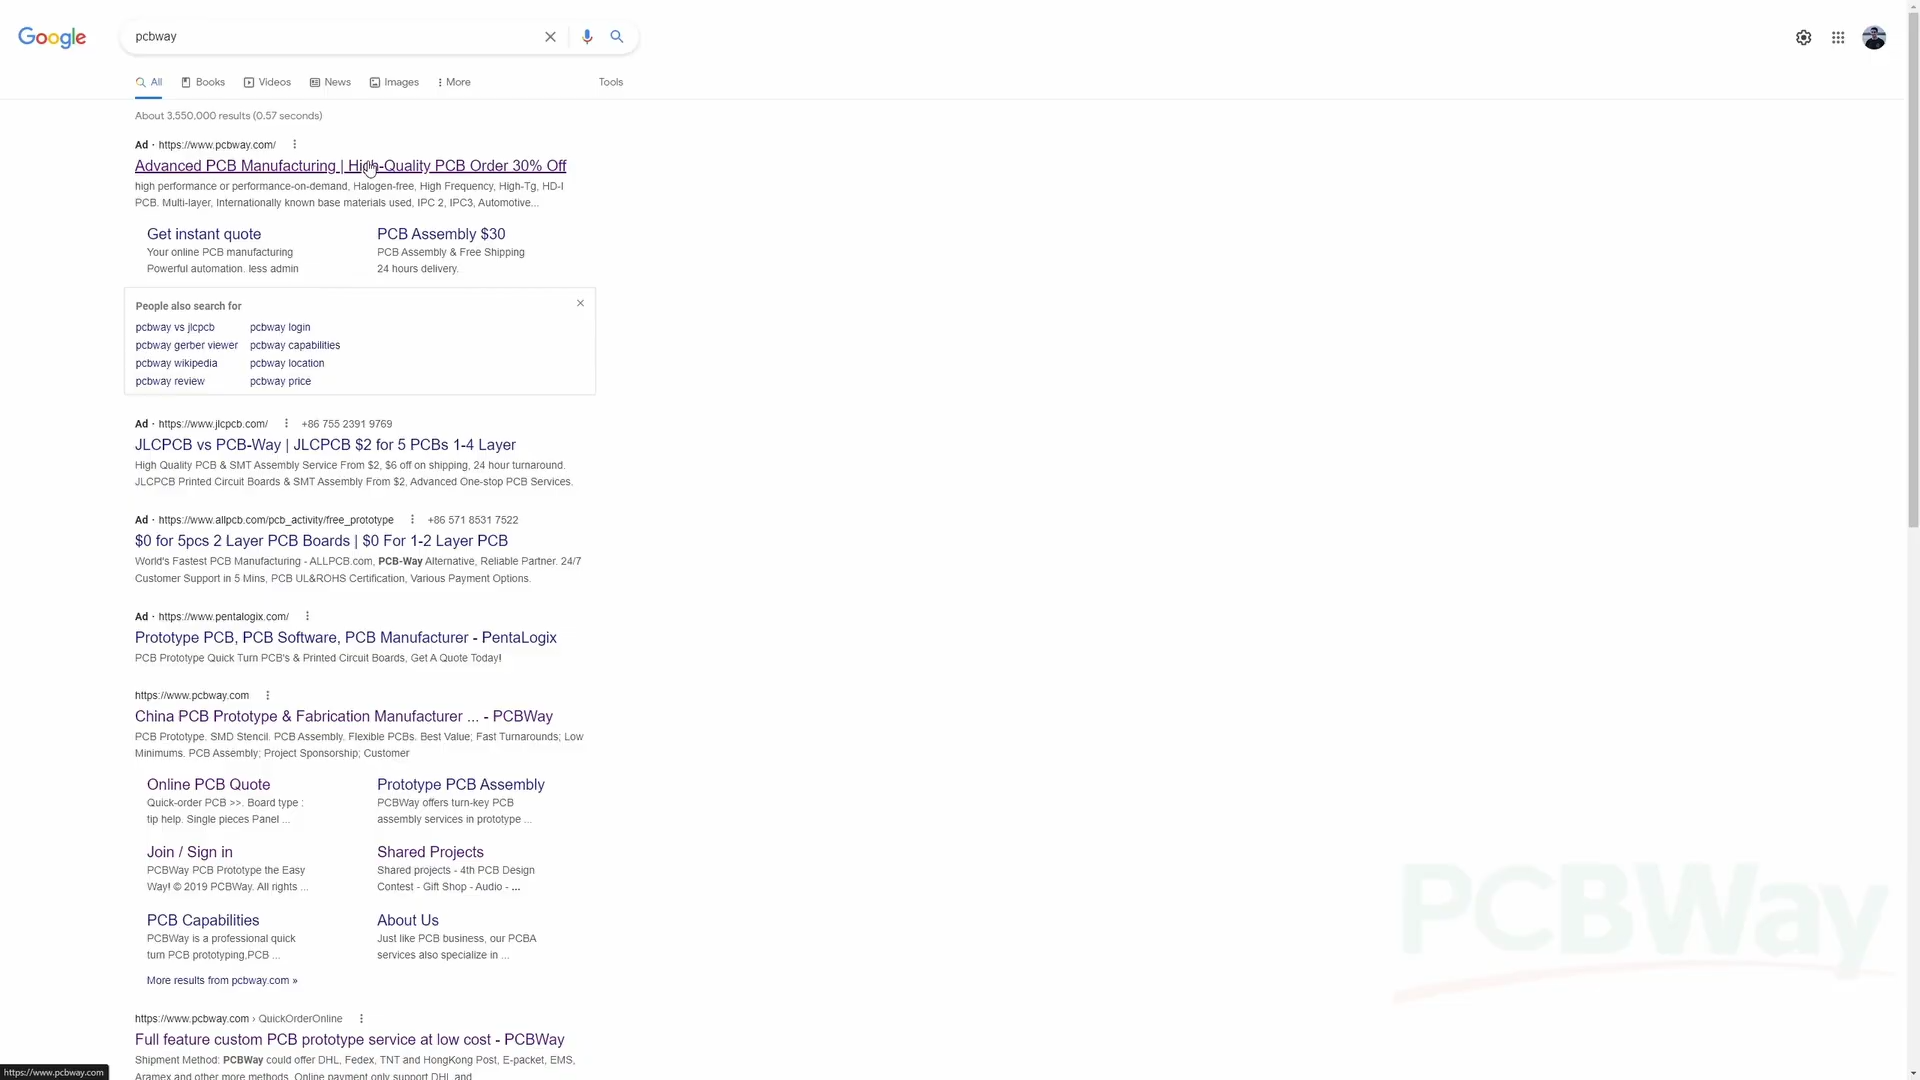 Google
pcbway
All Books Videos News Images More Tools
About 3,550,000 results (0.57 seconds)
Ad · https://www.pcbway.com/
Advanced PCB Manufacturing | High-Quality PCB Order 30% Off
high performance or performance-on-demand, Halogen-free, High Frequency, High-Tg, HD-I
PCB. Multi-layer, Internationally known base materials used, IPC 2, IPC3, Automotive...
Get instant quote
Your online PCB manufacturing
Powerful automation. less admin
PCB Assembly $30
PCB Assembly & Free Shipping
24 hours delivery.
People also search for
pcbway vs jlcpcb pcbway login
pcbway gerber viewer pcbway capabilities
pcbway wikipedia pcbway location
pcbway review pcbway price
Ad · https://www.jlcpcb.com/ +86 755 2391 9769
JLCPCB vs PCB-Way | JLCPCB $2 for 5 PCBs 1-4 Layer
High Quality PCB & SMT Assembly Service From $2, $6 off on shipping, 24 hour turnaround.
JLCPCB Printed Circuit Boards & SMT Assembly From $2, Advanced One-stop PCB Services.
Ad · https://www.allpcb.com/pcb_activity/free_prototype +86 571 8531 7522
$0 for 5pcs 2 Layer PCB Boards | $0 For 1-2 Layer PCB
World's Fastest PCB Manufacturing - ALLPCB.com, PCB-Way Alternative, Reliable Partner. 24/7
Customer Support in 5 Mins, PCB UL&ROHS Certification, Various Payment Options.
Ad · https://www.pentalogix.com/
Prototype PCB, PCB Software, PCB Manufacturer - PentaLogix
PCB Prototype Quick Turn PCB's & Printed Circuit Boards, Get A Quote Today!
https://www.pcbway.com
China PCB Prototype & Fabrication Manufacturer ... - PCBWay
PCB Prototype. SMD Stencil. PCB Assembly. Flexible PCBs. Best Value; Fast Turnarounds; Low
Minimums. PCB Assembly; Project Sponsorship; Customer
Online PCB Quote
Quick-order PCB >>. Board type :
tip help. Single pieces Panel ...
Prototype PCB Assembly
PCBWay offers turn-key PCB
assembly services in prototype ...
Join / Sign in
PCBWay PCB Prototype the Easy
Way! © 2019 PCBWay. All rights ...
Shared Projects
Shared projects - 4th PCB Design
Contest - Gift Shop - Audio - ...
PCB Capabilities
PCBWay is a professional quick
turn PCB prototyping,PCB ...
About Us
Just like PCB business, our PCBA
services also specialize in ...
More results from pcbway.com »
https://www.pcbway.com › QuickOrderOnline
Full feature custom PCB prototype service at low cost - PCBWay
Shipment Method: PCBWay could offer DHL, Fedex, TNT and HongKong Post, E-packet, EMS,
Aramex and other more methods. Online payment only support DHL and
https://www.pcbway.com
PCBWay